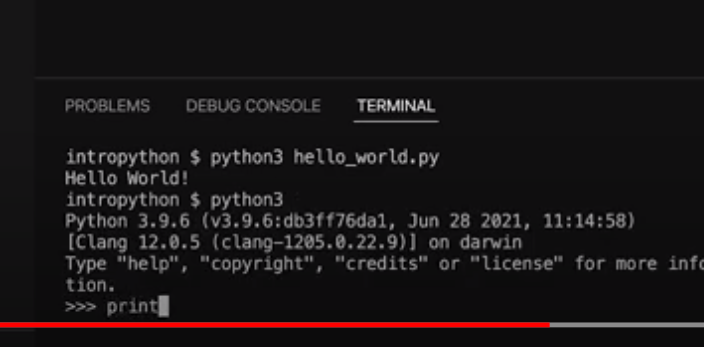 PROBLEMS DEBUG CONSOLE TERMINAL
intropython $ python3 hello_world.py
Hello World!
intropython $ python3
Python 3.9.6 (v3.9.6:db3ff76da1, Jun 28 2021, 11:14:58)
[Clang 12.0.5 (clang-1205.0.22.9)] on darwin
Type "help", "copyright", "credits" or "license" for more info
tion.
>>> print